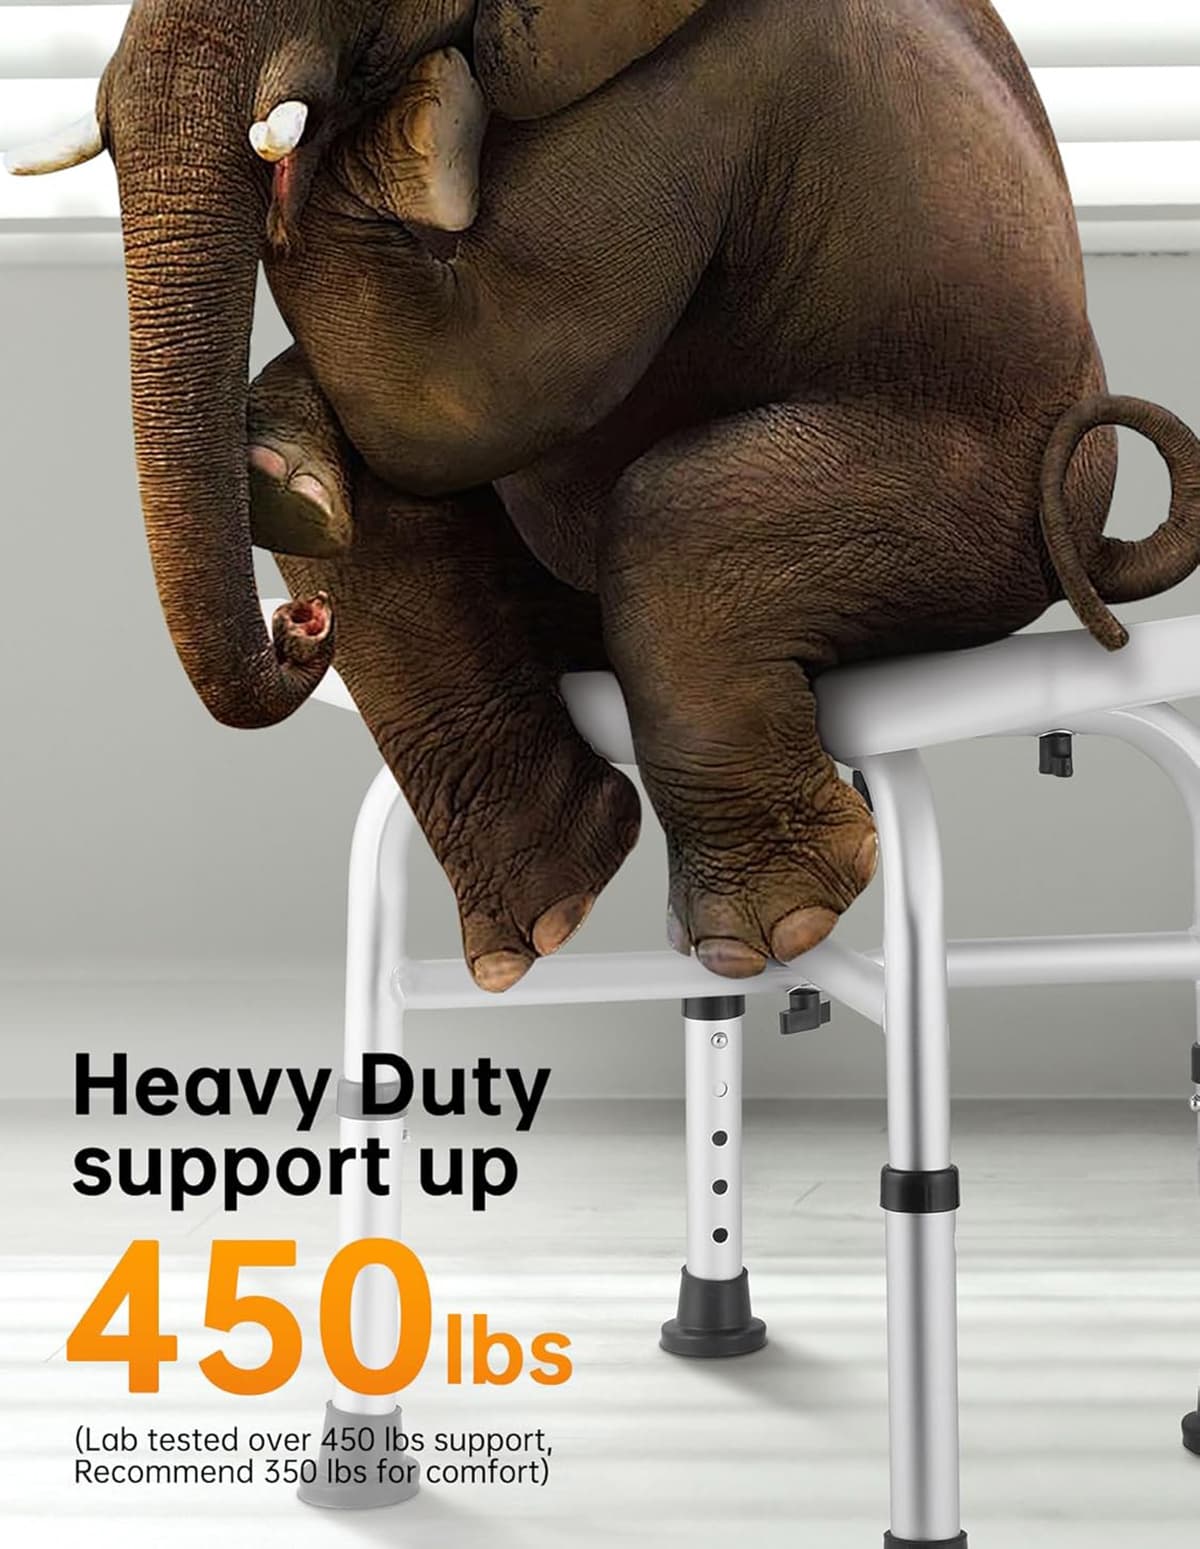 Heavy Duty
support up
450lbs
(Lab tested over 450 lbs support,
Recommend 350 lbs for comfort)